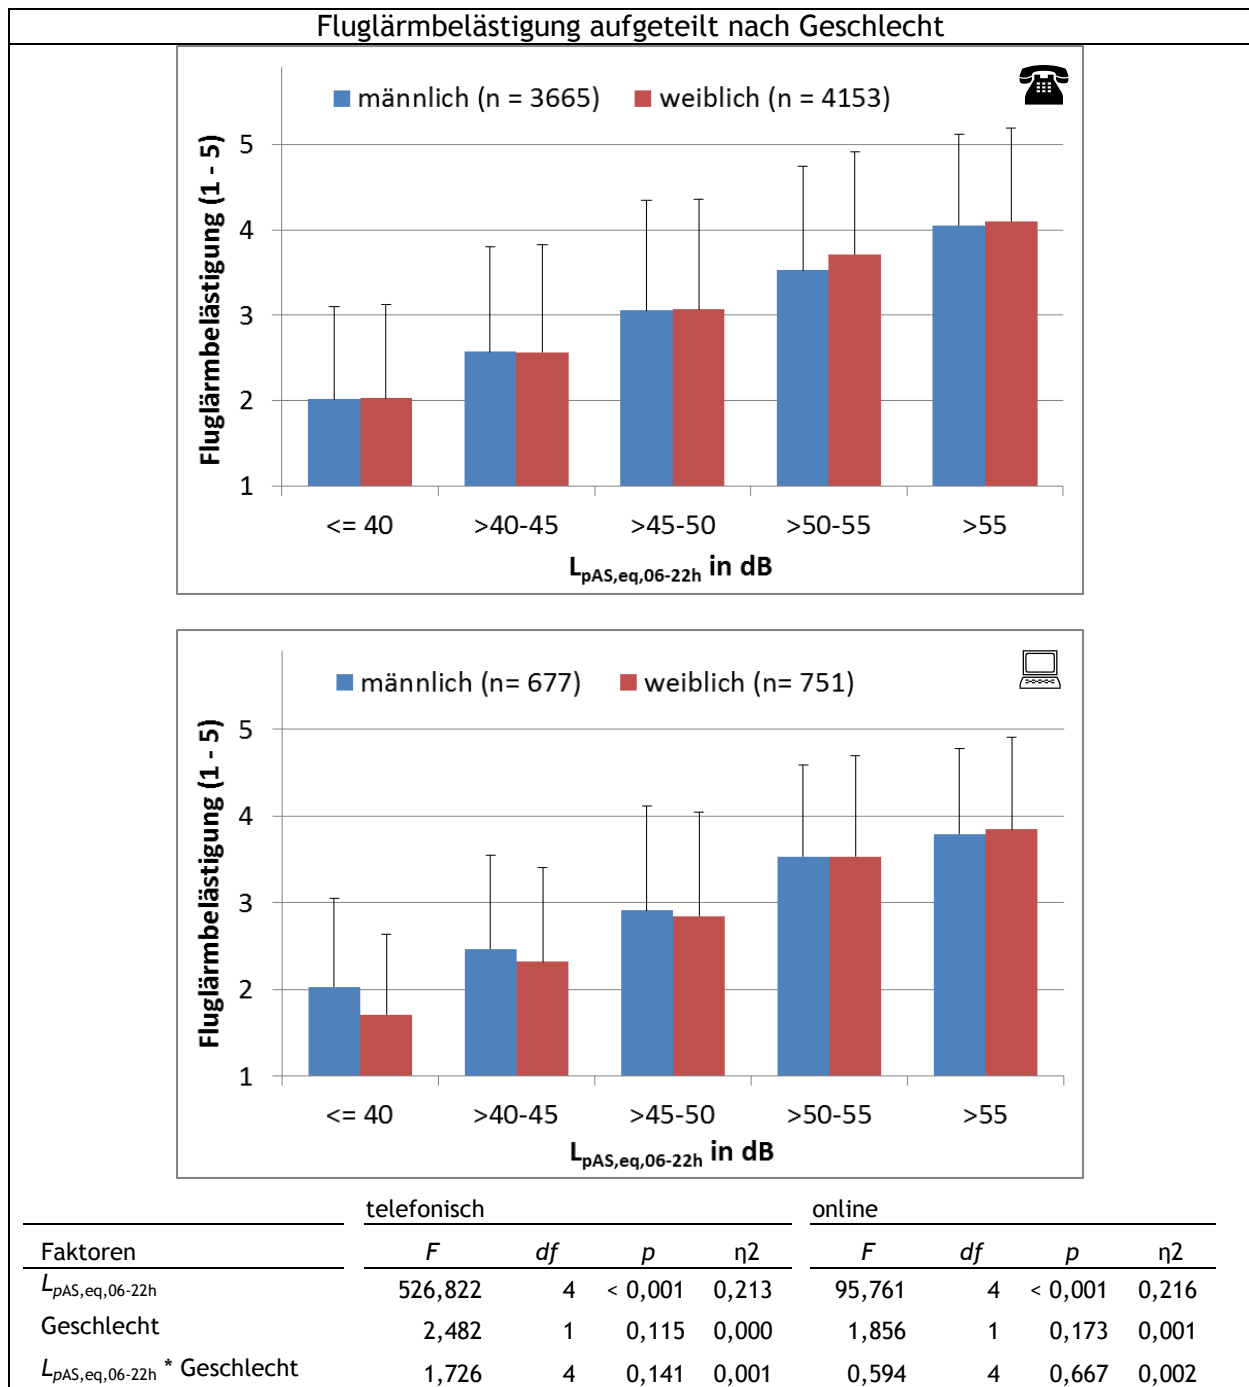 Fluglärmbelästigung aufgeteilt nach Geschlecht
männlich (n = 3665) weiblich (n = 4153)
Fluglärmbelästigung (1 - 5)
5
4
3
2
1
<= 40 >40-45 >45-50 >50-55 >55
LpAS,eq,06-22h in dB
männlich (n= 677) weiblich (n= 751)
Fluglärmbelästigung (1 - 5)
5
4
3
2
1
<= 40 >40-45 >45-50 >50-55 >55
LpAS,eq,06-22h in dB
telefonisch online
Faktoren F df p η2 F df p η2
LpAS,eq,06-22h 526,822 4 < 0,001 0,213 95,761 4 < 0,001 0,216
Geschlecht 2,482 1 0,115 0,000 1,856 1 0,173 0,001
LpAS,eq,06-22h * Geschlecht 1,726 4 0,141 0,001 0,594 4 0,667 0,002